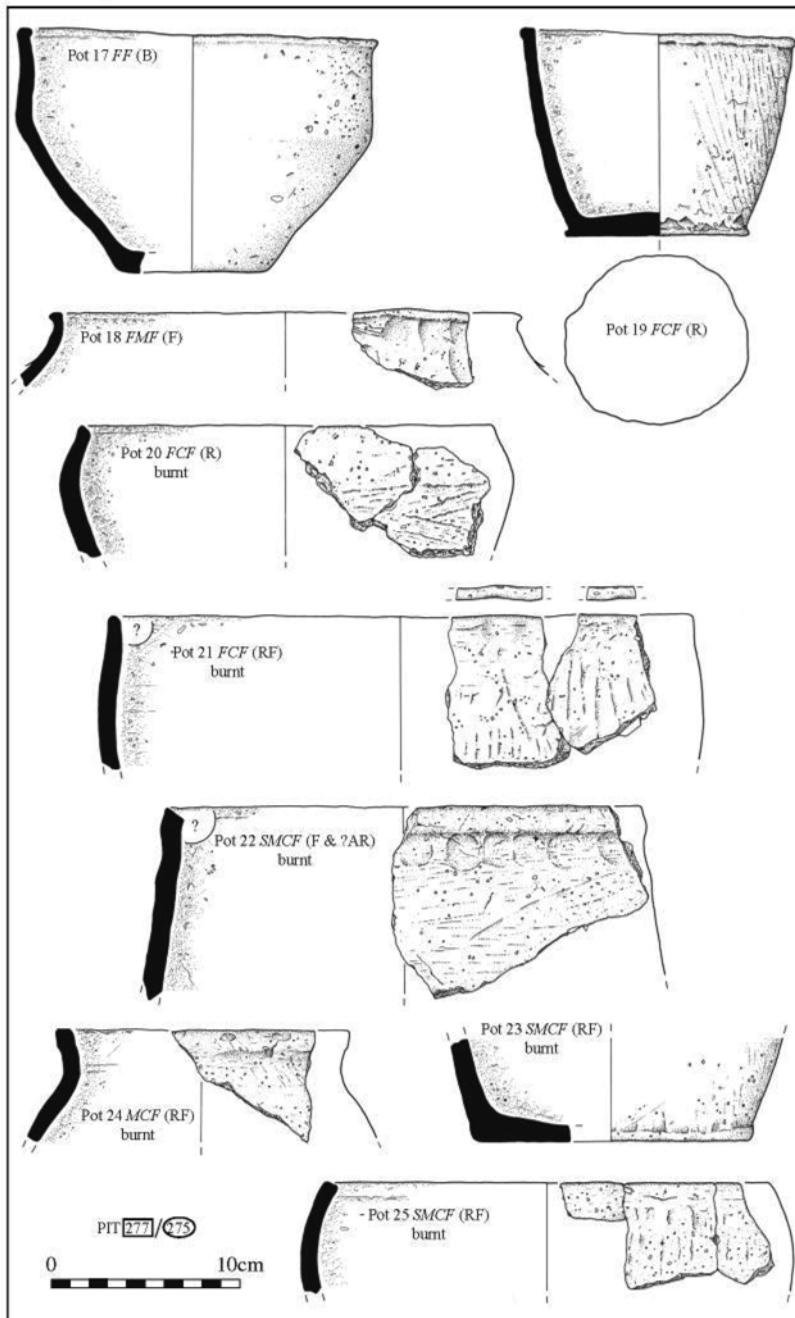 Pot 17 FF (B)
Pot 18 FMF (F)
Pot 19 FCF (R)
Pot 20 FCF (R)
burnt
?
Pot 21 FCF (RF)
burnt
?
Pot 22 SMCF (F & ?AR)
burnt
Pot 23 SMCF (RF)
burnt
Pot 24 MCF (RF)
burnt
Pot 25 SMCF (RF)
burnt
PIT 277/275
0 10cm